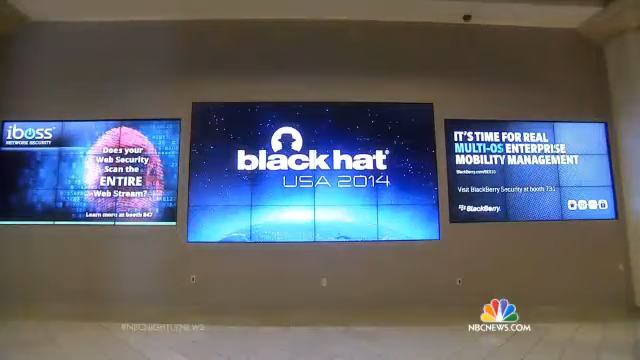 iboss
NETWORK SECURITY
Does your
Web Security
Scan the
ENTIRE
Web Stream?
Learn more at booth 847
black hat
USA 2014
IT'S TIME FOR REAL
MULTI-OS ENTERPRISE
MOBILITY MANAGEMENT
Visit BlackBerry Security at booth 731
BlackBerry
#NBCNIGHTLYNEWS
NBCNEWS.COM